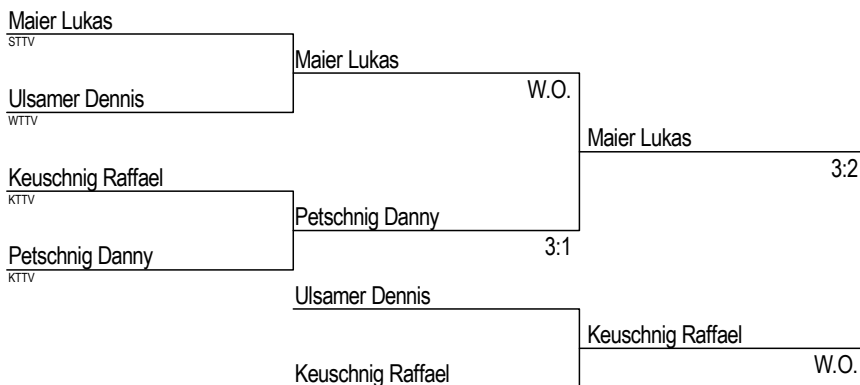 Maier Lukas
STTV
Maier Lukas
W.O.
Ulsamer Dennis
WTTV
Maier Lukas
3:2
Keuschnig Raffael
KTTV
Petschnig Danny
3:1
Petschnig Danny
KTTV
Ulsamer Dennis
Keuschnig Raffael
W.O.
Keuschnig Raffael